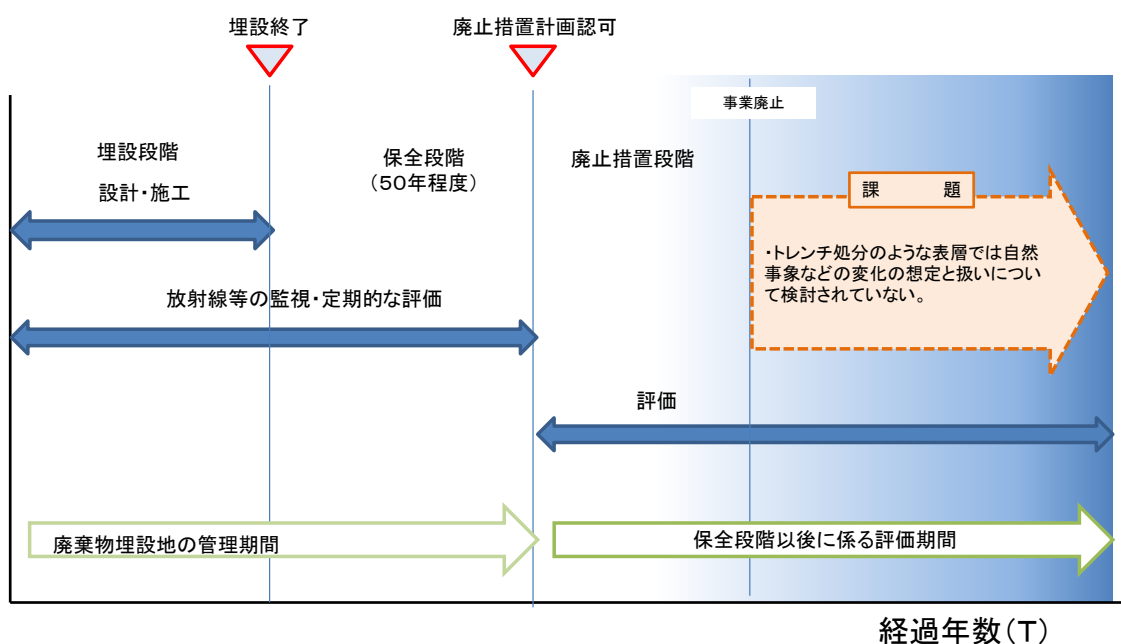 埋設終了
廃止措置計画認可
事業廃止
埋設段階
設計・施工
保全段階
（50年程度）
廃止措置段階
課　　　題
・トレンチ処分のような表層では自然
事象などの変化の想定と扱いについ
て検討されていない。
放射線等の監視・定期的な評価
評価
廃棄物埋設地の管理期間
保全段階以後に係る評価期間
経過年数（T）